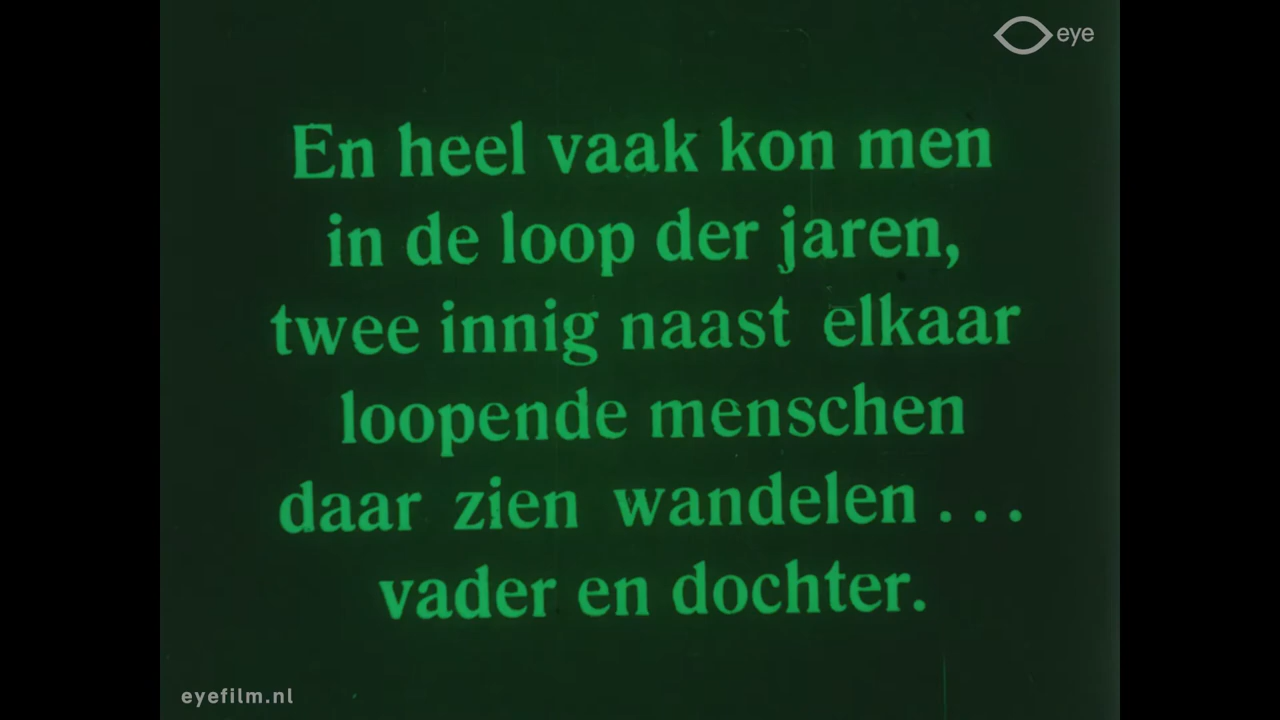 eye
En heel vaak kon men
in de loop der jaren,
twee innig naast elkaar
loopende menschen
daar zien wandelen . . .
vader en dochter.
eyefilm.nl